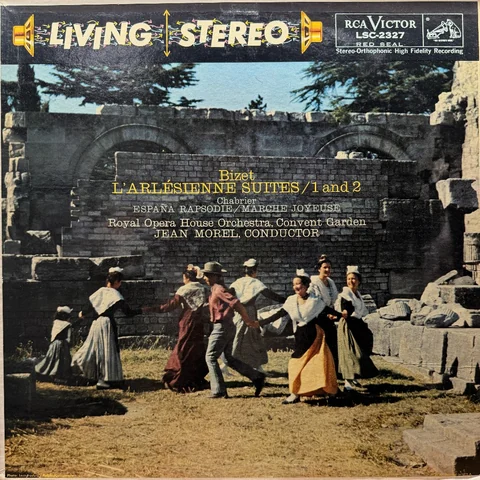 LIVING STEREO
RCA VICTOR
LSC-2327
RED SEAL
Stereo-Orthophonic High Fidelity Recording
Bizet
L'ARLÉSIENNE SUITES/1 and 2
Chabrier
ESPAÑA RAPSODIE/MARCHE JOYEUSE
Royal Opera House Orchestra, Convent Garden
JEAN MOREL, CONDUCTOR